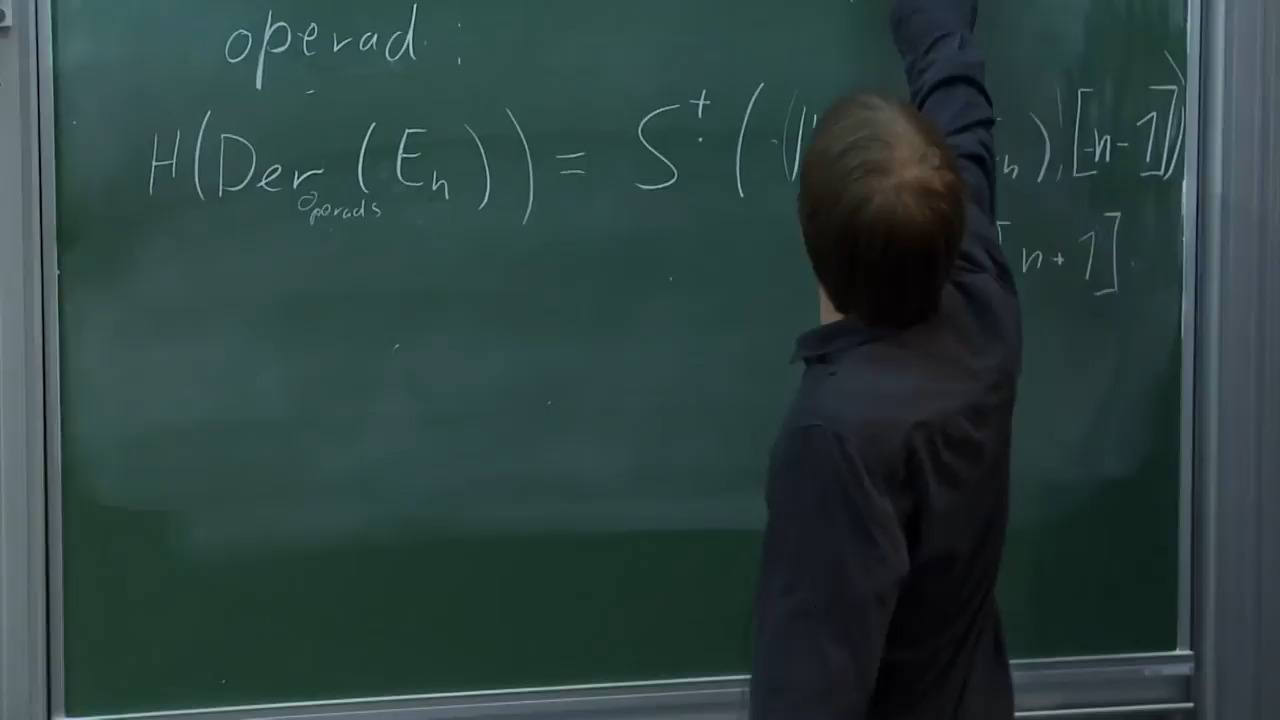 operad :
H(Der_Operads (E_n)) = S^+ ( n ) [-n-1])
[n+1].